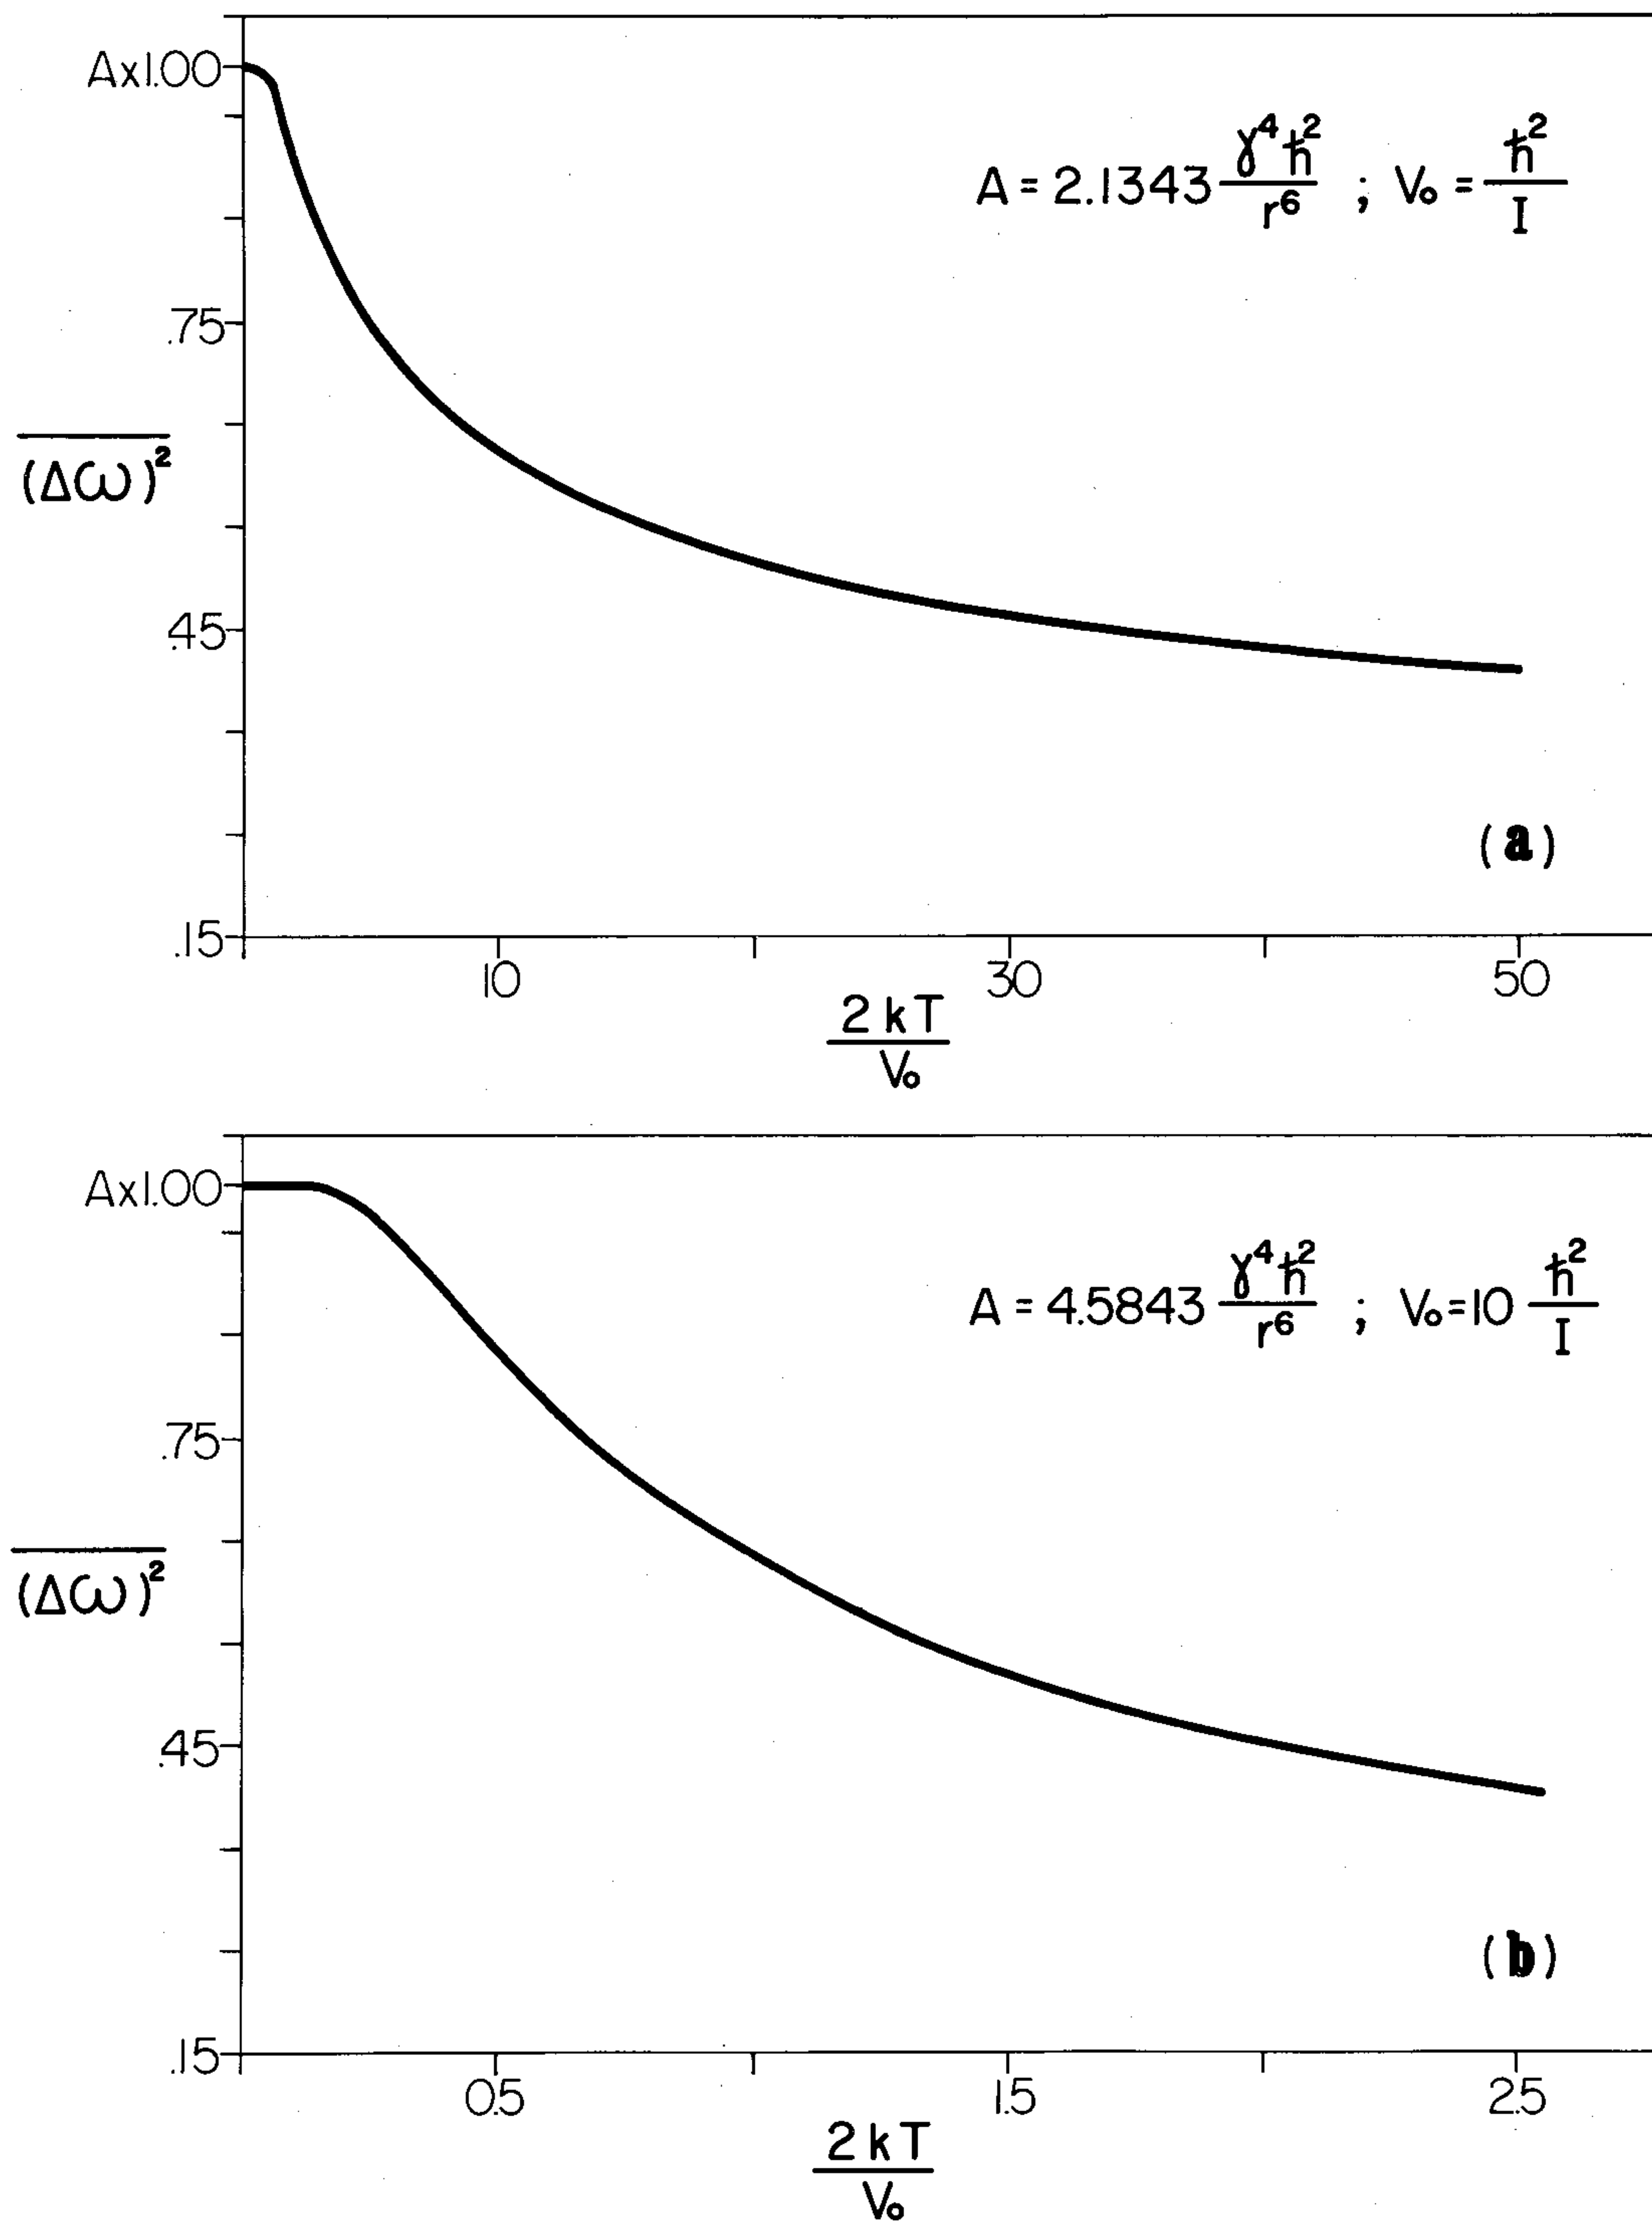 Ax1.00
A = 2.1343 γ⁴ħ²/r⁶ ; V₀ = ħ²/I
.75
(Δω)²
.45
(a)
.15
10 30 50
2kT/V₀
Ax1.00
A = 4.5843 γ⁴ħ²/r⁶ ; V₀=10 ħ²/I
.75
(Δω)²
.45
(b)
.15
0.5 1.5 2.5
2kT/V₀